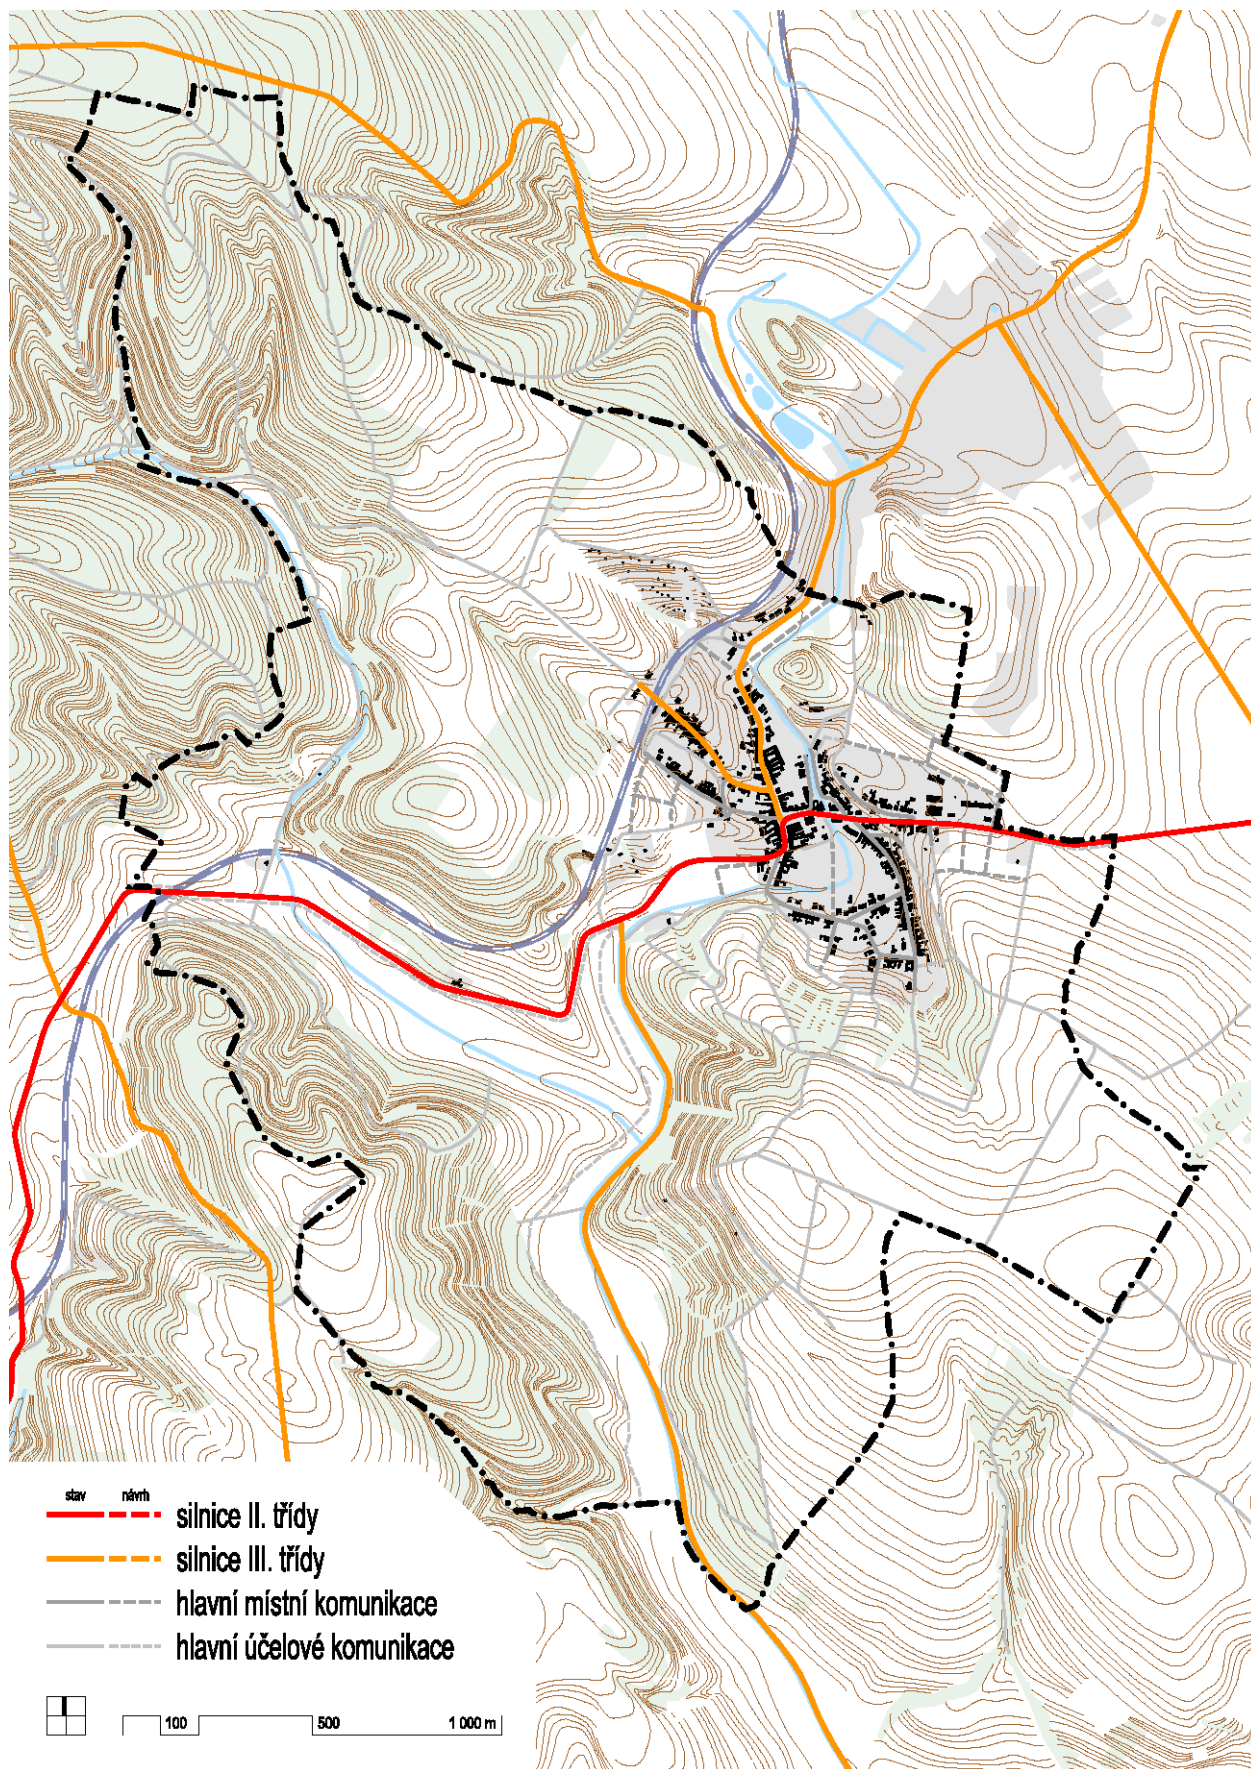 stav návrh
silnice II. třídy
silnice III. třídy
hlavní místní komunikace
hlavní účelové komunikace
100 500 1 000 m